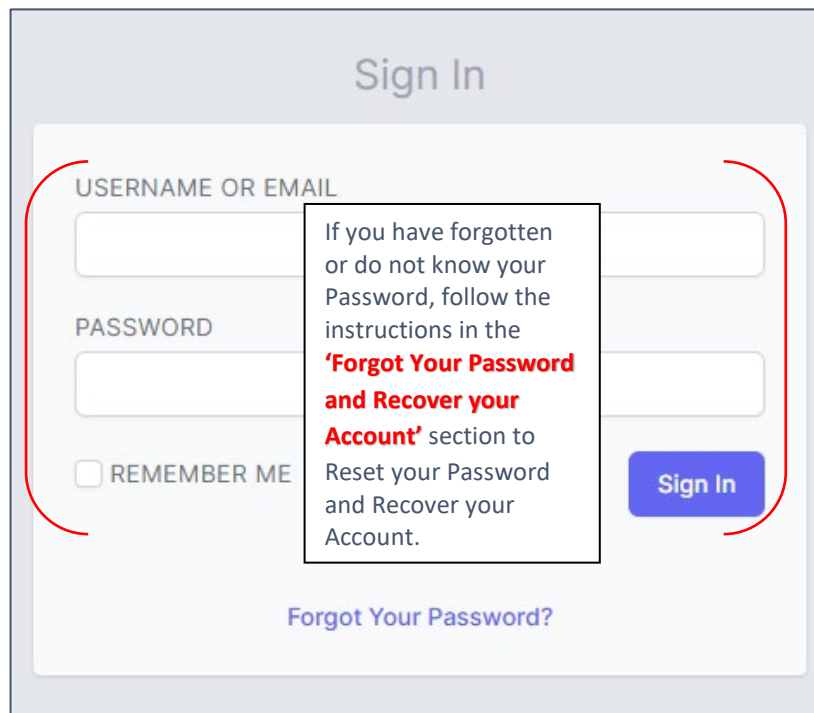 Sign In
USERNAME OR EMAIL
If you have forgotten
or do not know your
Password, follow the
instructions in the
‘Forgot Your Password
and Recover your
Account’ section to
Reset your Password
and Recover your
Account.
PASSWORD
REMEMBER ME
Sign In
Forgot Your Password?